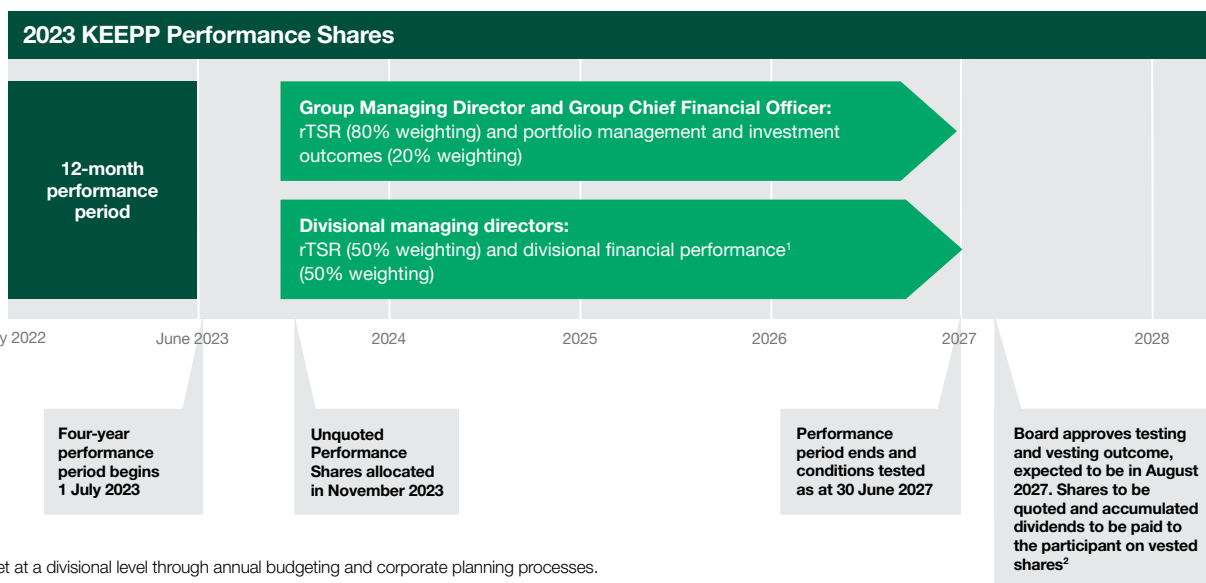 2023 KEEPP Performance Shares
12-month
performance
period
Group Managing Director and Group Chief Financial Officer:
rTSR (80% weighting) and portfolio management and investment
outcomes (20% weighting)
Divisional managing directors:
rTSR (50% weighting) and divisional financial performance¹
(50% weighting)
2022
June 2023
2024
2025
2026
2027
2028
Four-year
performance
period begins
1 July 2023
Unquoted
Performance
Shares allocated
in November 2023
Performance
period ends and
conditions tested
as at 30 June 2027
Board approves testing
and vesting outcome,
expected to be in August
2027. Shares to be
quoted and accumulated
dividends to be paid to
the participant on vested
shares²
at a divisional level through annual budgeting and corporate planning processes.